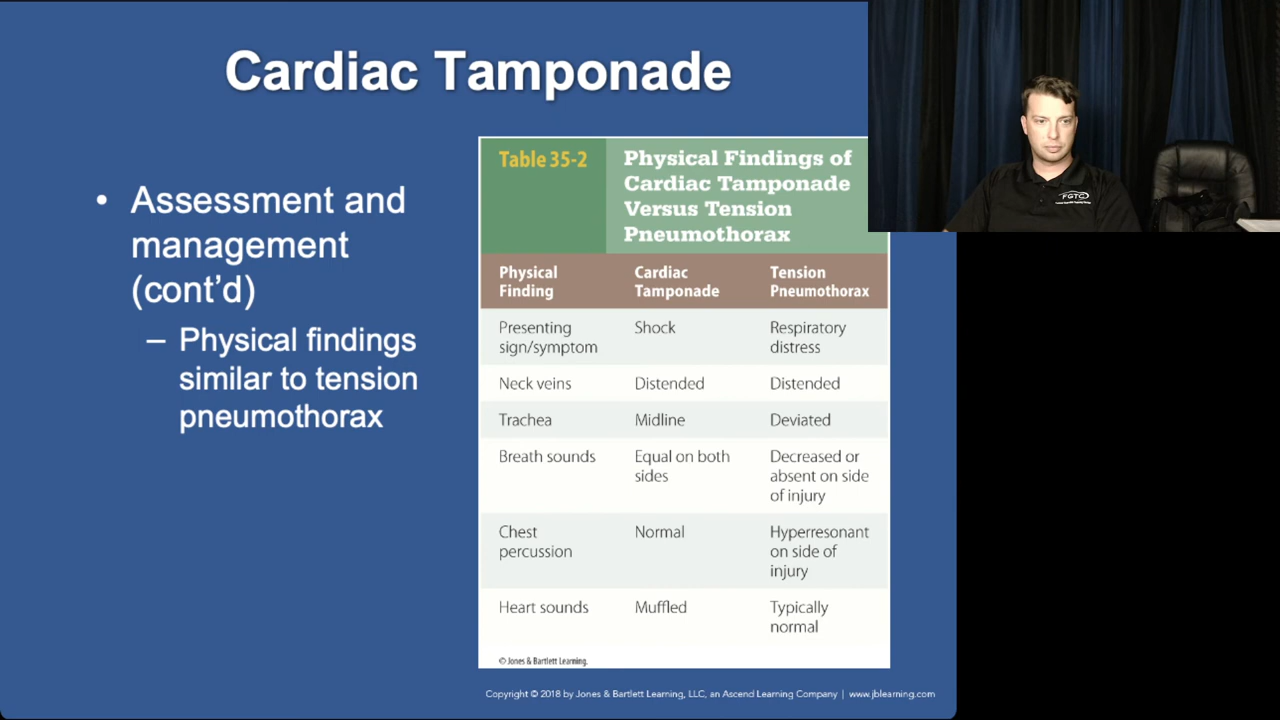 Cardiac Tamponade
• Assessment and
management
(cont'd)
– Physical findings
similar to tension
pneumothorax
Table 35-2
Physical Findings of
Cardiac Tamponade
Versus Tension
Pneumothorax
Physical
Finding
Cardiac
Tamponade
Tension
Pneumothorax
Presenting
sign/symptom
Shock
Respiratory
distress
Neck veins
Distended
Distended
Trachea
Midline
Deviated
Breath sounds
Equal on both
sides
Decreased or
absent on side
of injury
Chest
percussion
Normal
Hyperresonant
on side of
injury
Heart sounds
Muffled
Typically
normal
© Jones & Bartlett Learning.
Copyright © 2018 by Jones & Bartlett Learning, LLC, an Ascend Learning Company | www.jblearning.com
FGTC